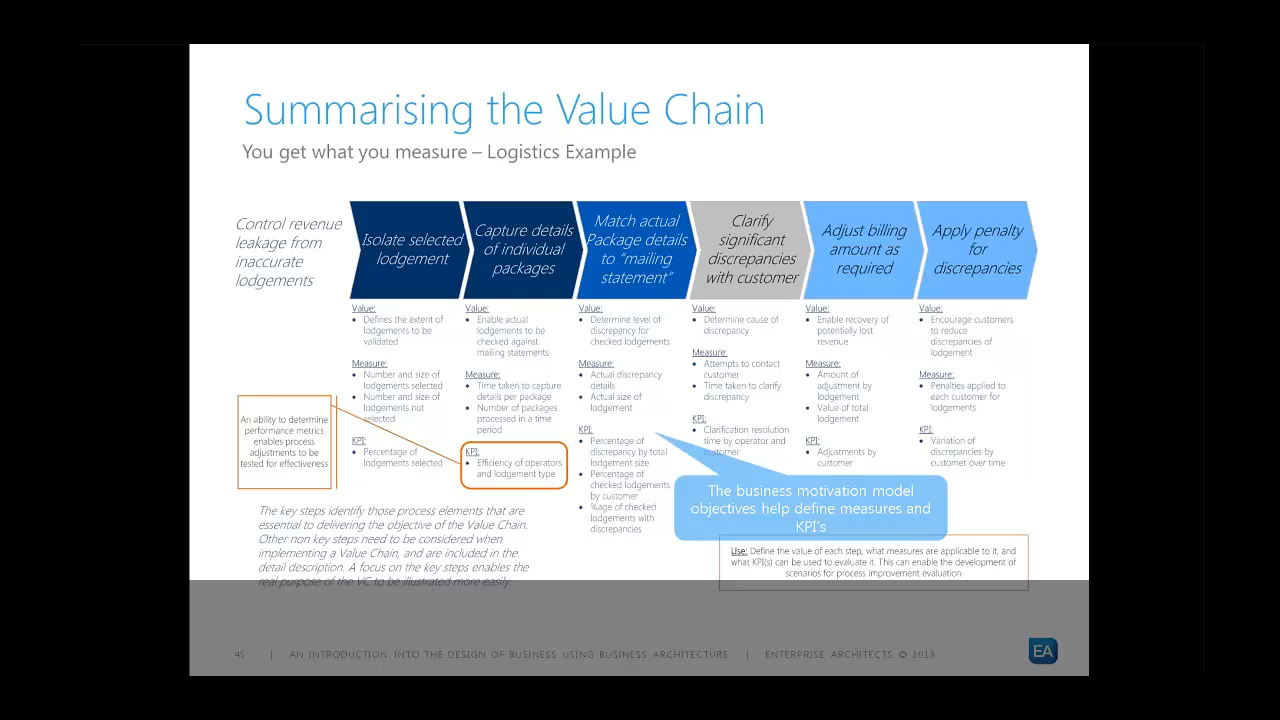 Summarising the Value Chain
You get what you measure – Logistics Example
Control revenue
leakage from
inaccurate
lodgements
Isolate selected
lodgement
Capture details
of individual
packages
Match actual
Package details
to “mailing
statement”
Clarify
significant
discrepancies
with customer
Adjust billing
amount as
required
Apply penalty
for
discrepancies
Value:
• Defines the extent of
lodgements to be
validated
Measure:
• Number and size of
lodgements selected
• Number and size of
lodgements not
selected
KPI:
• Percentage of
lodgements selected
Value:
• Enable actual
lodgements to be
checked against
mailing statements
Measure:
• Time taken to capture
details per package
• Number of packages
processed in a time
period
KPI:
• Efficiency of operators
and lodgement type
Value:
• Determine level of
discrepancy for
checked lodgements
Measure:
• Actual discrepancy
details
• Actual size of
lodgement
KPI:
• Percentage of
discrepancy by total
lodgement size
• Percentage of
checked lodgements
by customer
• %age of checked
lodgements with
discrepancies
Value:
• Determine cause of
discrepancy
Measure:
• Attempts to contact
customer
• Time taken to clarify
discrepancy
KPI:
• Clarification resolution
time by operator and
customer
Value:
• Enable recovery of
potentially lost
revenue
Measure:
• Amount of
adjustment by
lodgement
• Value of total
lodgement
KPI:
• Adjustments by
customer
Value:
• Encourage customers
to reduce
discrepancies of
lodgement
Measure:
• Penalties applied to
each customer for
lodgements
KPI:
• Variation of
discrepancies by
customer over time
An ability to determine
performance metrics
enables process
adjustments to be
tested for effectiveness
The business motivation model
objectives help define measures and
KPI's
The key steps identify those process elements that are
essential to delivering the objective of the Value Chain.
Other non key steps need to be considered when
implementing a Value Chain, and are included in the
detail description. A focus on the key steps enables the
real purpose of the VC to be illustrated more easily.
Use: Define the value of each step, what measures are applicable to it, and
what KPI(s) can be used to evaluate it. This can enable the development of
scenarios for process improvement evaluation
45 | AN INTRODUCTION INTO THE DESIGN OF BUSINESS USING BUSINESS ARCHITECTURE | ENTERPRISE ARCHITECTS © 2013
EA